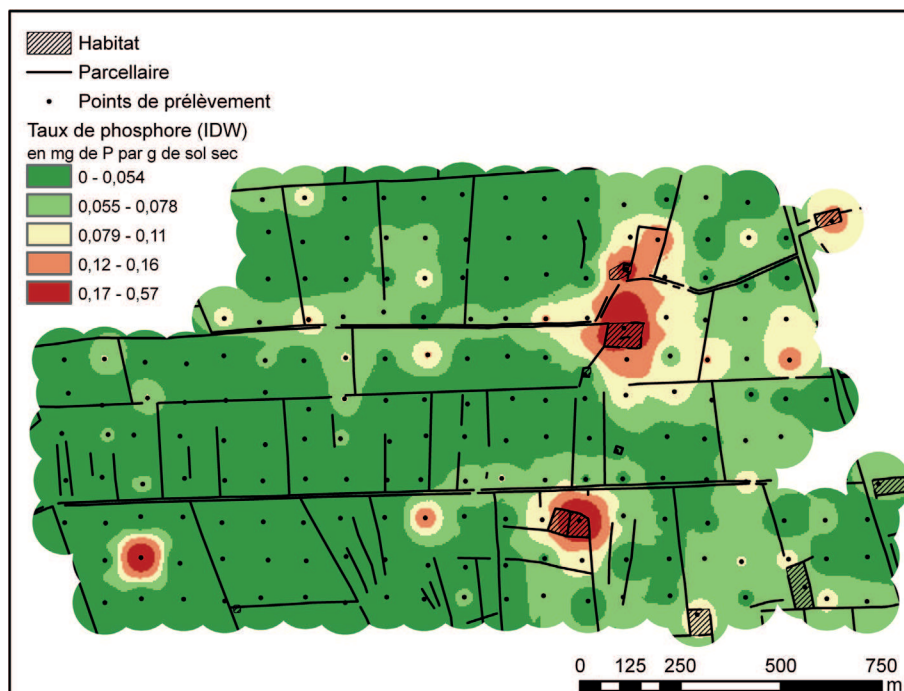 Habitat
Parcellaire
Points de prélèvement
Taux de phosphore (IDW)
en mg de P par g de sol sec
0 - 0,054
0,055 - 0,078
0,079 - 0,11
0,12 - 0,16
0,17 - 0,57
0 125 250 500 750
m